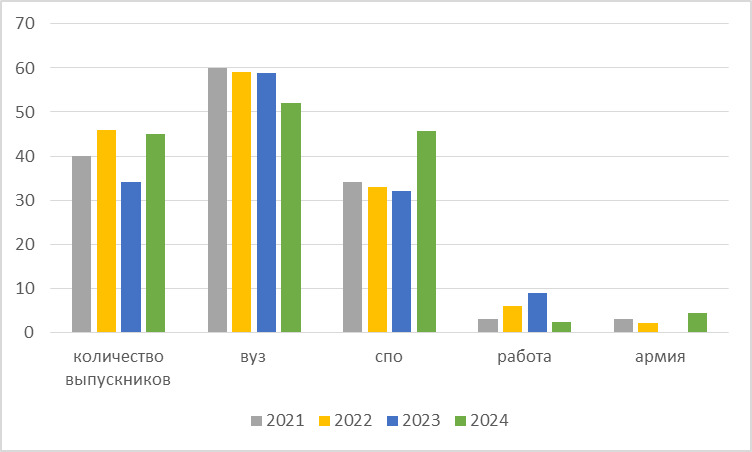 70
60
50
40
30
20
10
0
количество
выпускников
вуз
спо
работа
армия
2021
2022
2023
2024